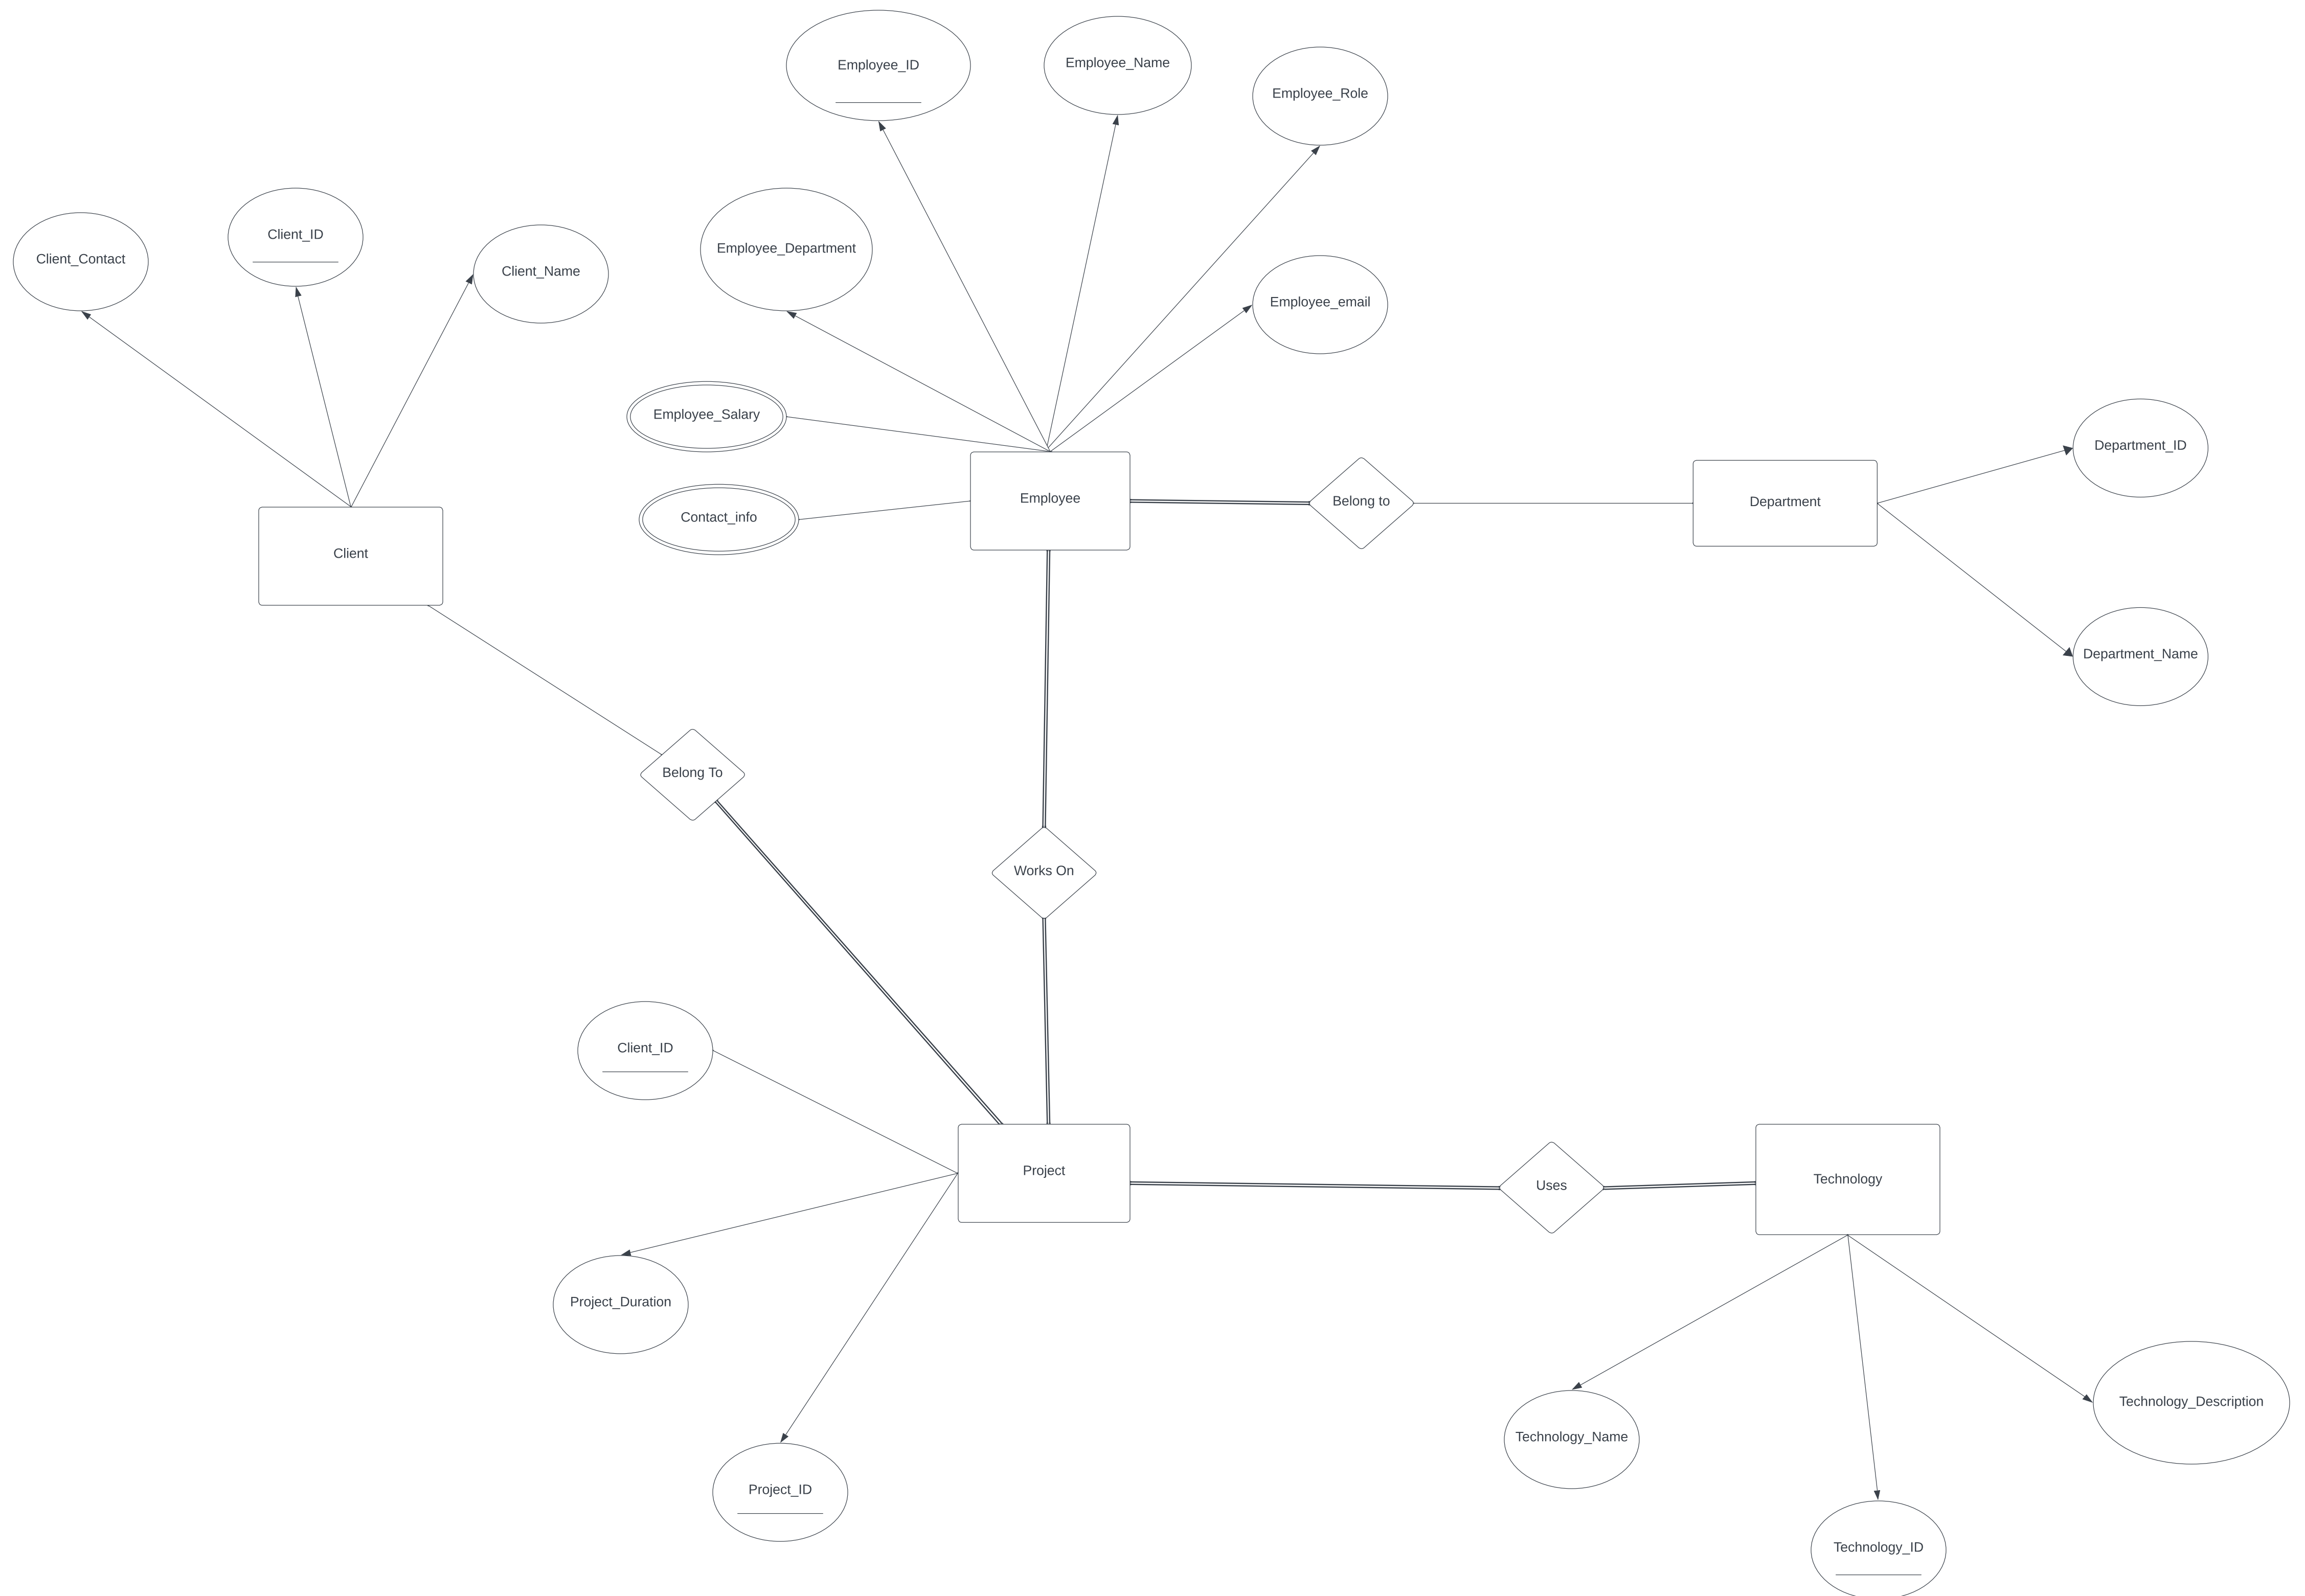 Employee_ID
Employee_Name
Employee_Role
Client_Contact
Client_ID
Client_Name
Employee_Department
Employee_email
Employee_Salary
Contact_info
Employee
Belong to
Department
Department_ID
Department_Name
Client
Belong To
Works On
Client_ID
Project
Uses
Technology
Project_Duration
Project_ID
Technology_Name
Technology_Description
Technology_ID